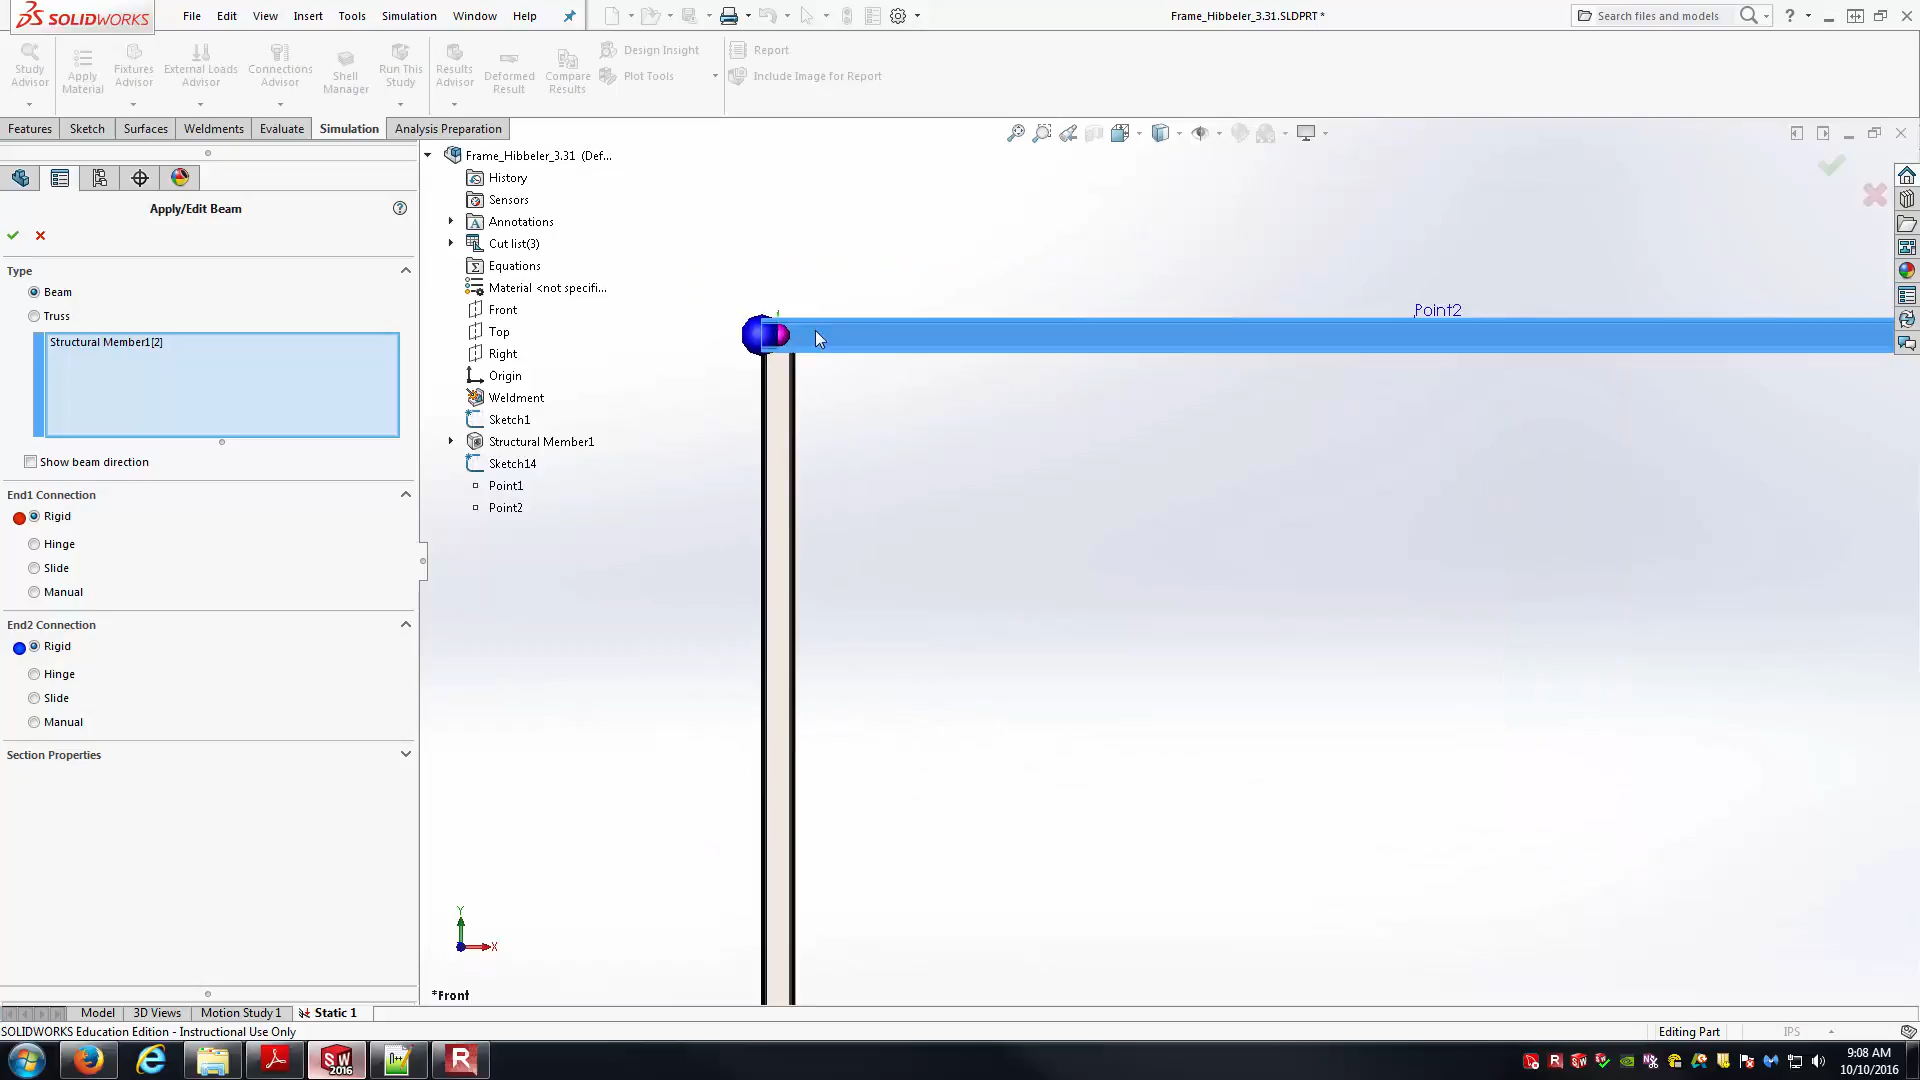 SOLIDWORKS
File
Edit
View
Insert
Tools
Simulation
Window
Help
Frame_Hibbeler_3.31.SLDPRT *
Search files and models
Study Advisor
Apply Material
Fixtures Advisor
External Loads Advisor
Connections Advisor
Shell Manager
Run This Study
Results Advisor
Deformed Result
Compare Results
Design Insight
Plot Tools
Report
Include Image for Report
Features
Sketch
Surfaces
Weldments
Evaluate
Simulation
Analysis Preparation
Apply/Edit Beam
Type
Beam
Truss
Structural Member1[2]
Show beam direction
End1 Connection
Rigid
Hinge
Slide
Manual
End2 Connection
Rigid
Hinge
Slide
Manual
Section Properties
Frame_Hibbeler_3.31 (Def...
History
Sensors
Annotations
Cut list(3)
Equations
Material <not specifi...
Front
Top
Right
Origin
Weldment
Sketch1
Structural Member1
Sketch14
Point1
Point2
Point2
Y
X
*Front
Model
3D Views
Motion Study 1
Static 1
SOLIDWORKS Education Edition - Instructional Use Only
Editing Part
IPS
SW
2016
R
9:08 AM
10/10/2016